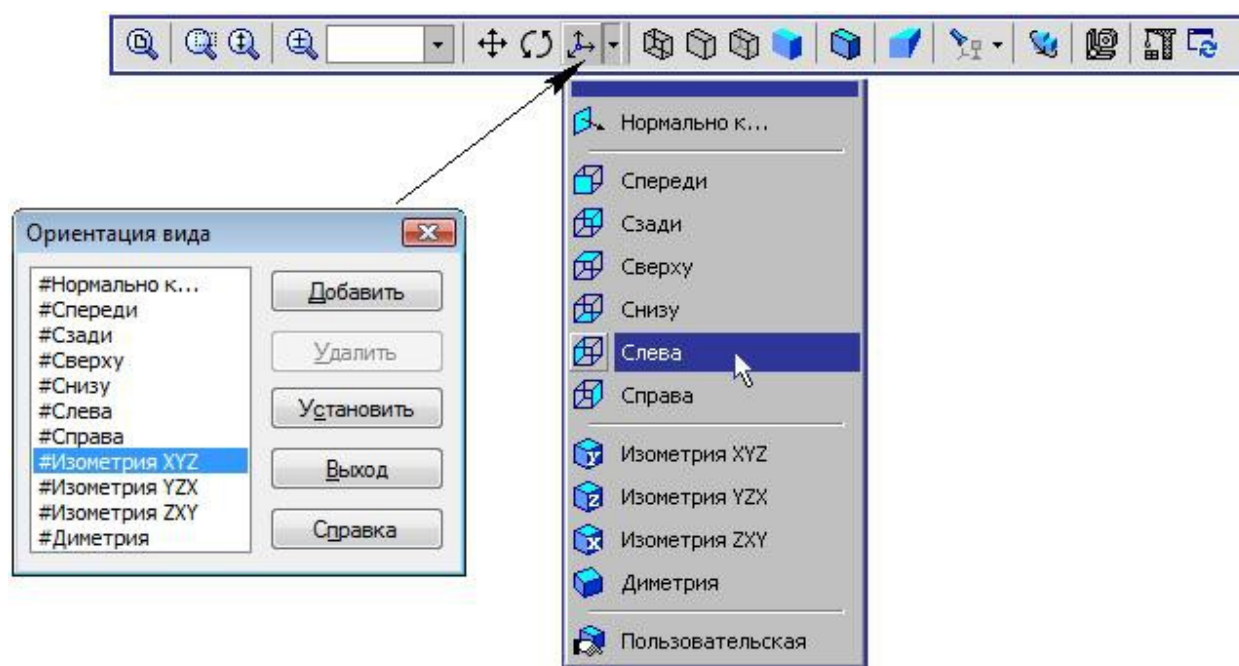 Нормально к...
Спереди
Сзади
Сверху
Снизу
Слева
Справа
Изометрия XYZ
Изометрия YZX
Изометрия ZXY
Диметрия
Пользовательская
Ориентация вида
#Нормально к...
#Спереди
#Сзади
#Сверху
#Снизу
#Слева
#Справа
#Изометрия XYZ
#Изометрия YZX
#Изометрия ZXY
#Диметрия
Добавить
Удалить
Установить
Выход
Справка